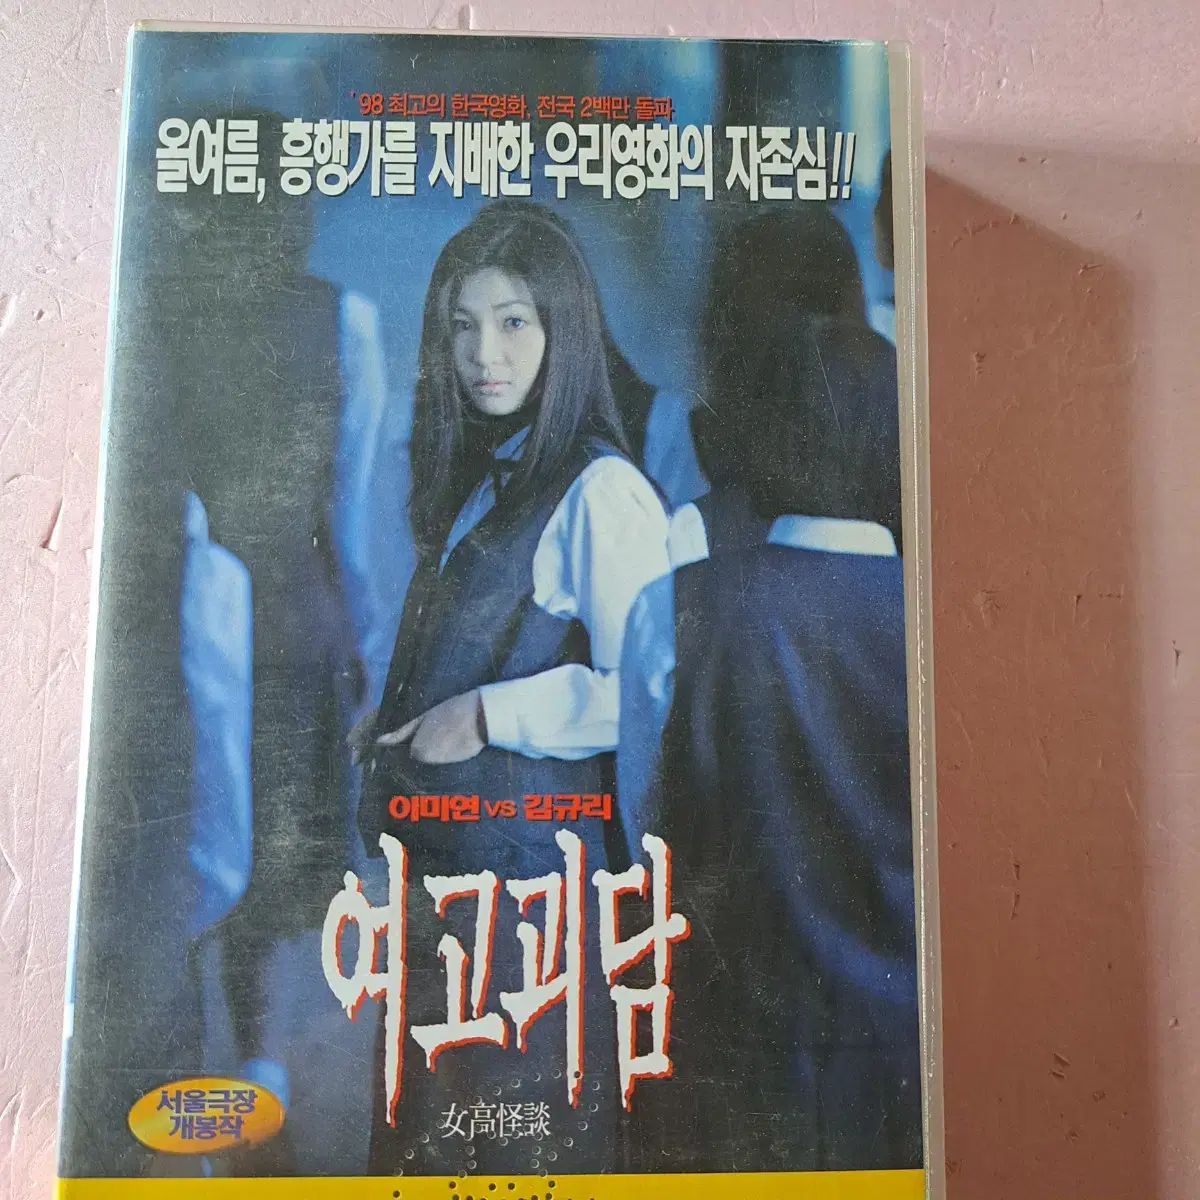 '98 최고의 한국영화, 전국 2백만 돌파
올여름, 흥행가를 지배한 우리영화의 자존심!!
이미연 vs 김규리
여고괴담
女高怪談
서울극장
개봉작